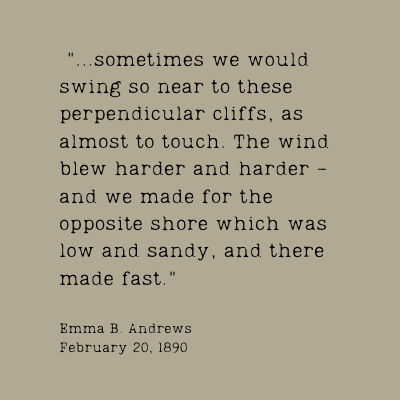 "...sometimes we would
swing so near to these
perpendicular cliffs, as
almost to touch. The wind
blew harder and harder –
and we made for the
opposite shore which was
low and sandy, and there
made fast."
Emma B. Andrews
February 20, 1890